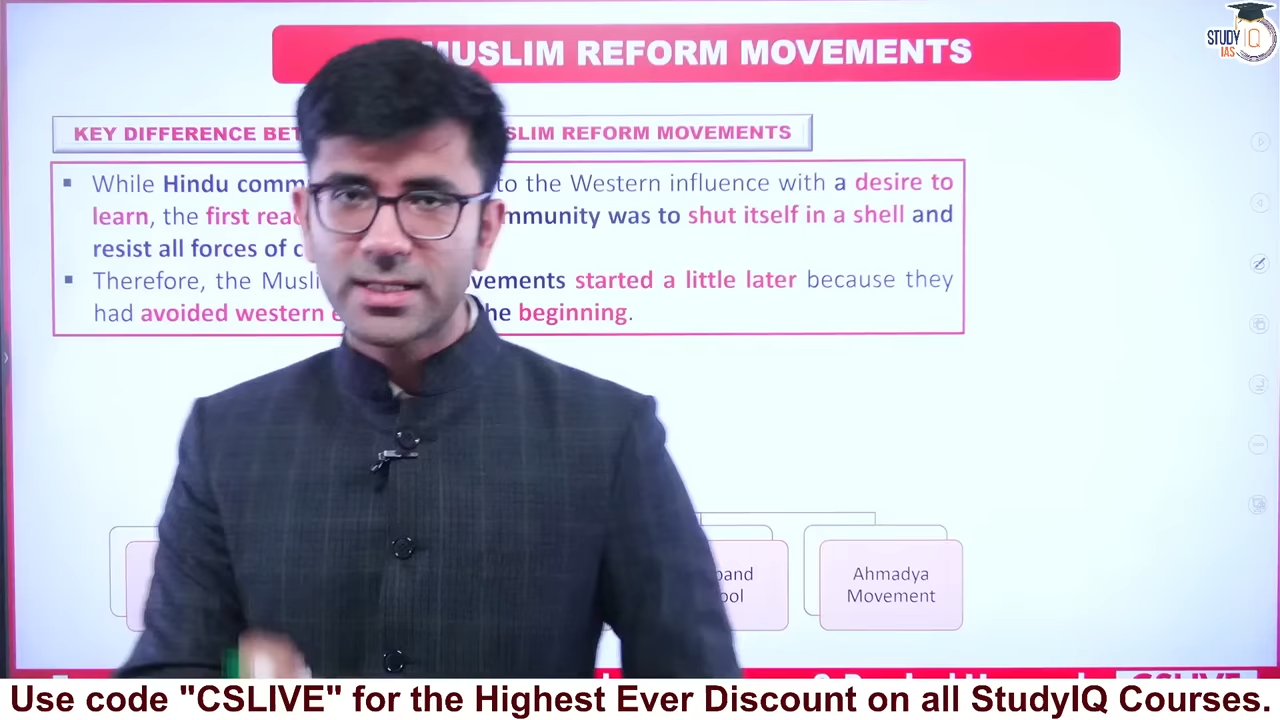 MUSLIM REFORM MOVEMENTS
STUDY IQ
IAS
KEY DIFFERENCE BET SLIM REFORM MOVEMENTS
▪ While Hindu comm to the Western influence with a desire to
learn, the first reac mmunity was to shut itself in a shell and
resist all forces of c
▪ Therefore, the Musli vements started a little later because they
had avoided western e he beginning.
band
ool
Ahmadya
Movement
Use code "CSLIVE" for the Highest Ever Discount on all StudyIQ Courses.